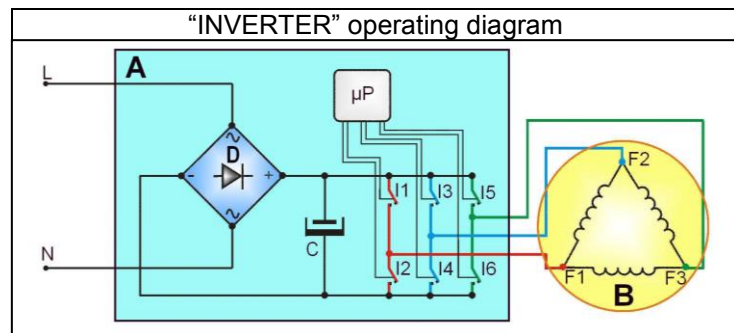 “INVERTER” operating diagram
A
L
µP
D
~
- +
~
I1 I3 I5
F2
C
N
I2 I4 I6
F1 F3
B